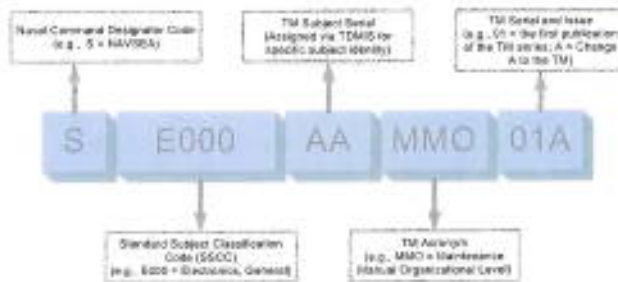 Naval Command Designator Code
(e.g., S = NAVSEA)
TM Subject Serial
(Assigned via TDMIS for
specific subject identity)
TM Serial and Issue
(e.g., 01 = the first publication
of the TM series; A = Change
A to the TM)
S E000 AA MMO 01A
Standard Subject Classification
Code (SSCC)
(e.g., E000 = Electronics, General)
TM Acronym
(e.g., MMO = Maintenance
Manual Organizational Level)